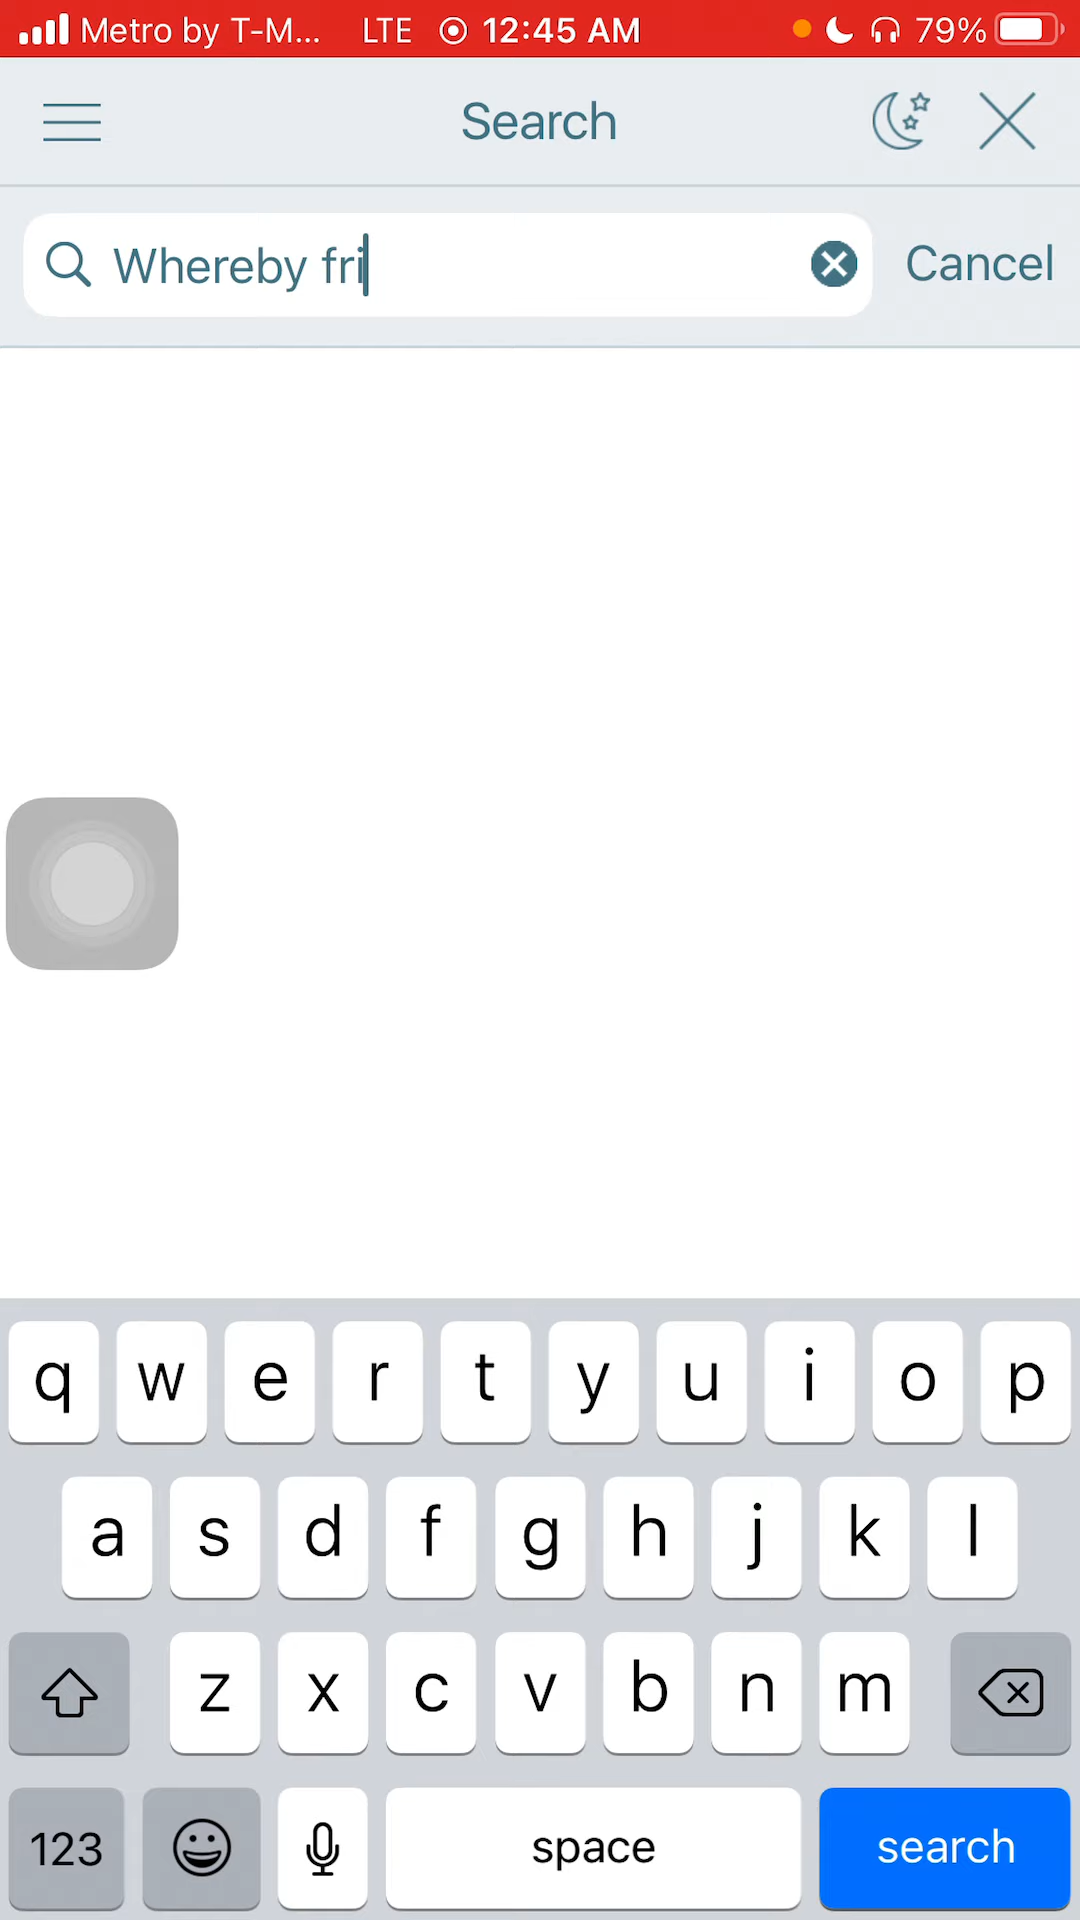 Metro by T-M... LTE 12:45 AM 79%
Search
Whereby fri Cancel
q w e r t y u i o p
a s d f g h j k l
z x c v b n m
123 space search